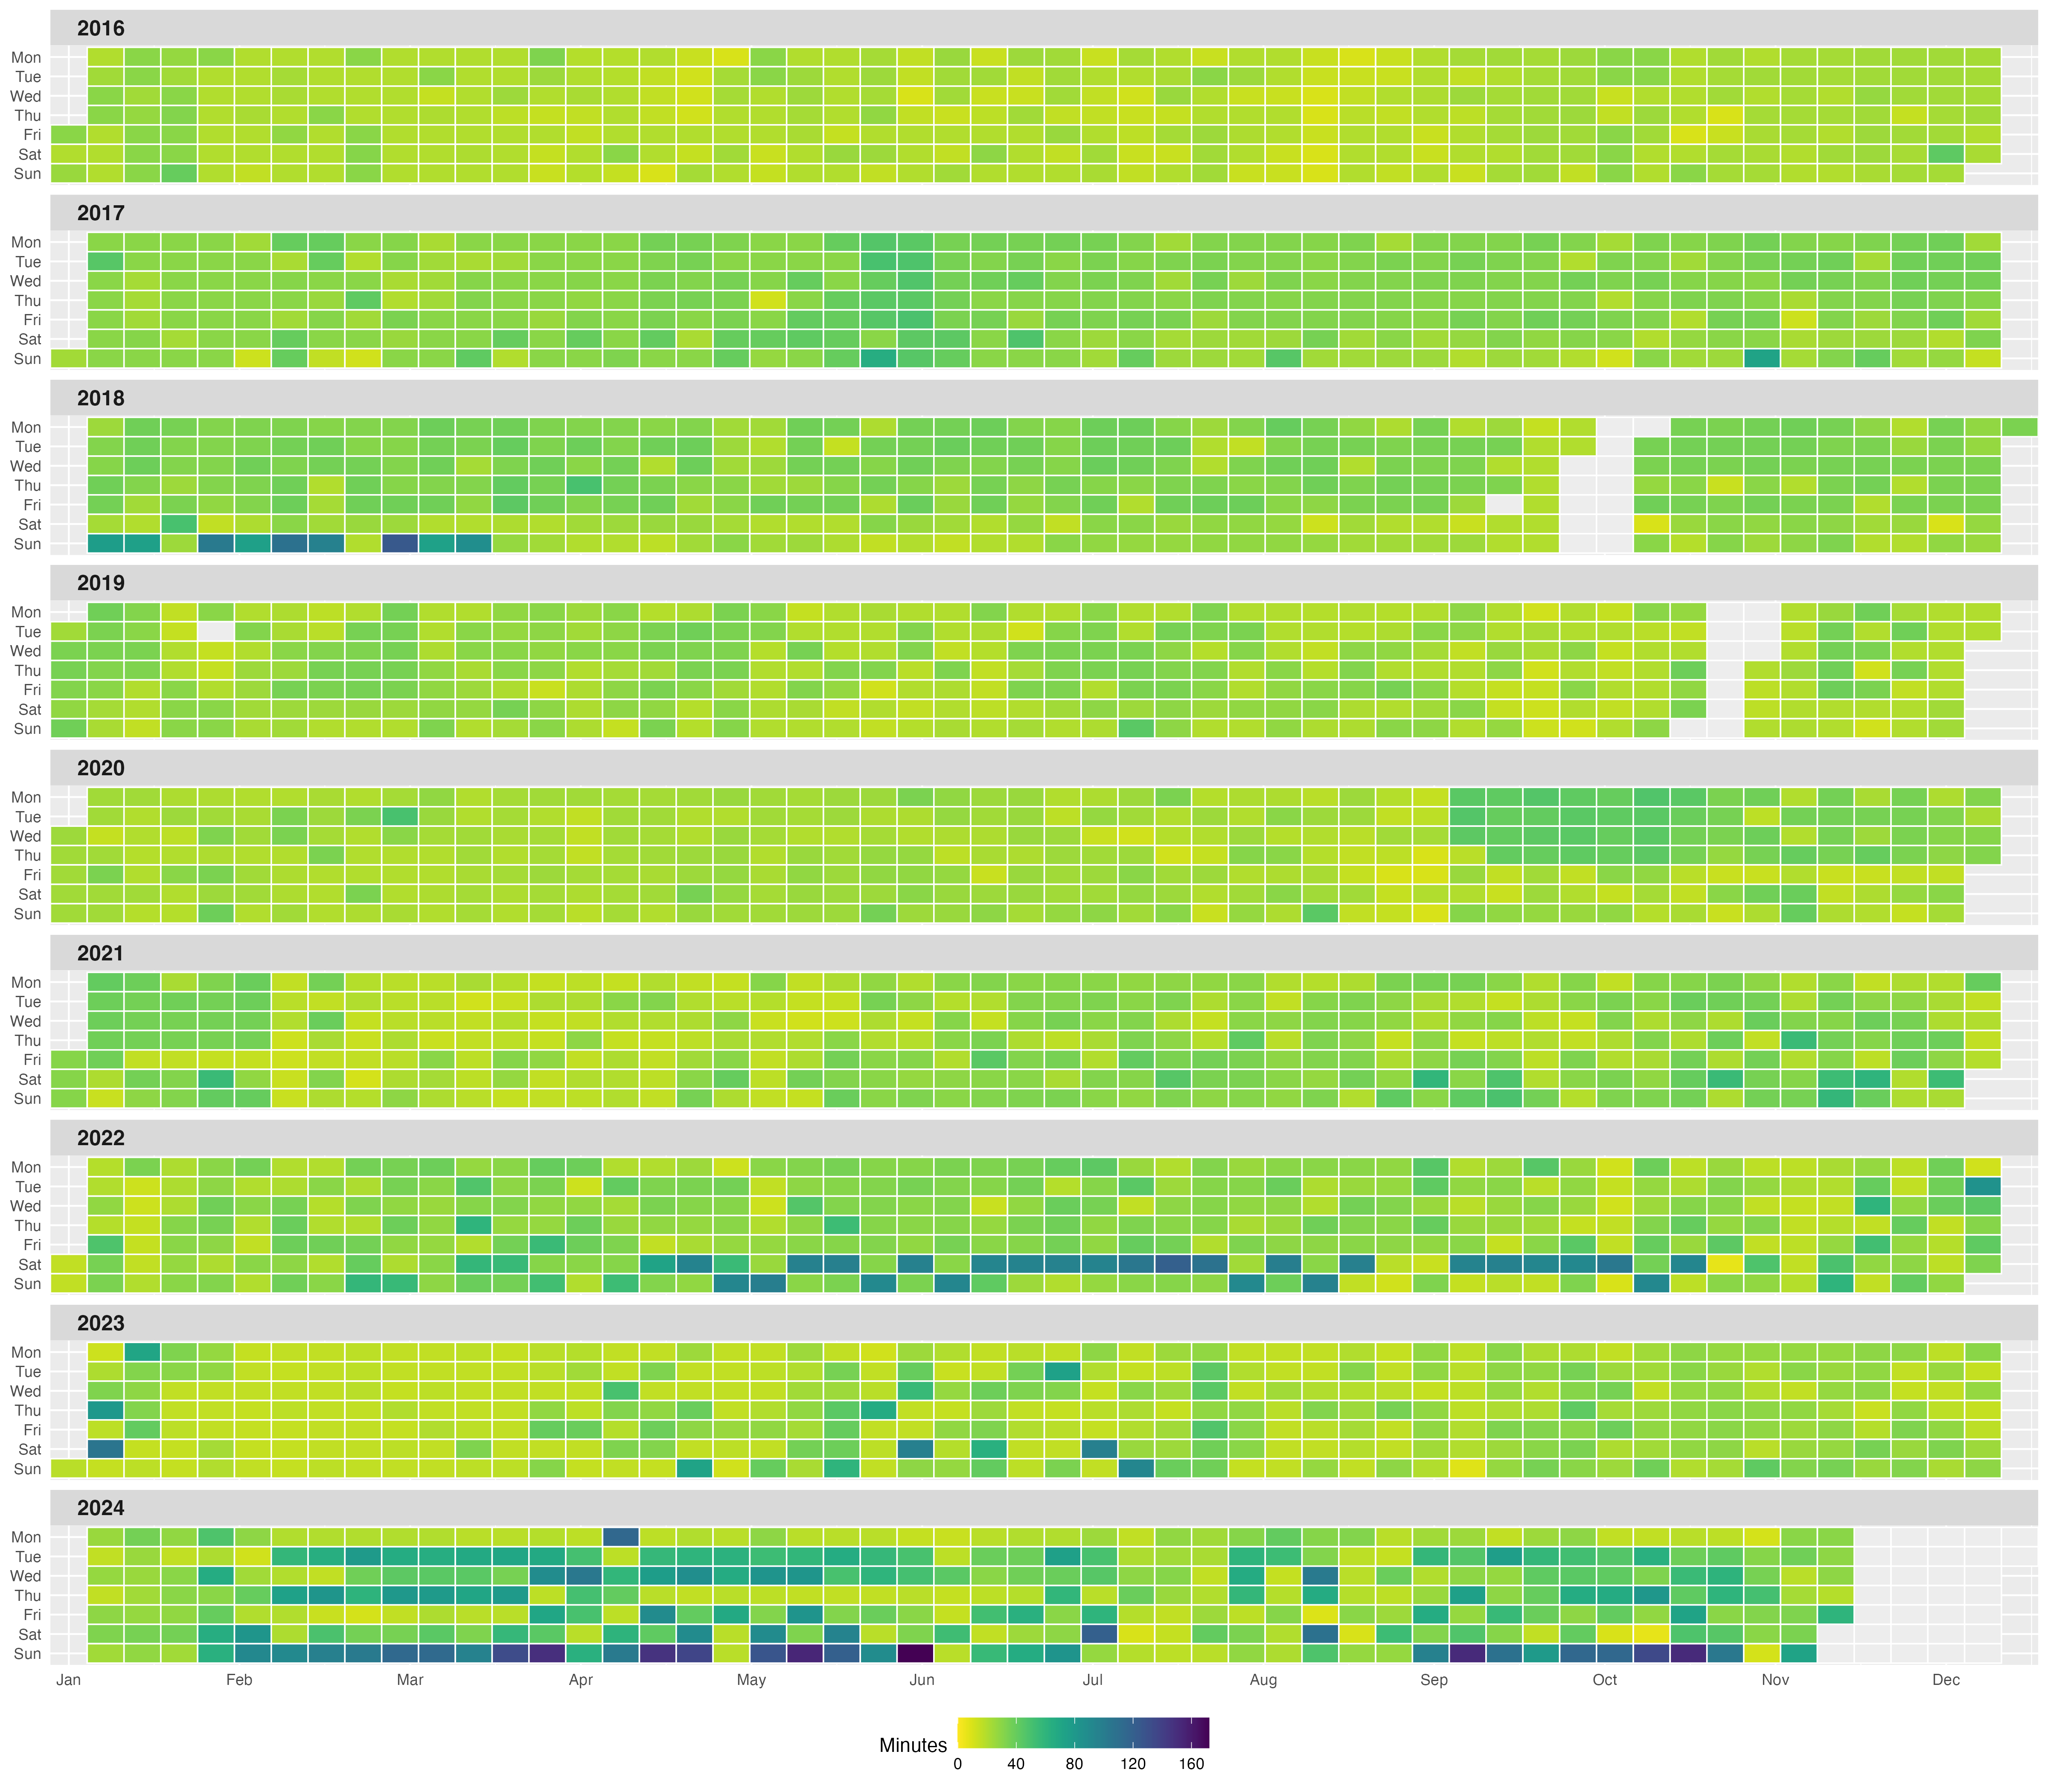 2016
Mon
Tue
Wed
Thu
Fri
Sat
Sun
2017
Mon
Tue
Wed
Thu
Fri
Sat
Sun
2018
Mon
Tue
Wed
Thu
Fri
Sat
Sun
2019
Mon
Tue
Wed
Thu
Fri
Sat
Sun
2020
Mon
Tue
Wed
Thu
Fri
Sat
Sun
2021
Mon
Tue
Wed
Thu
Fri
Sat
Sun
2022
Mon
Tue
Wed
Thu
Fri
Sat
Sun
2023
Mon
Tue
Wed
Thu
Fri
Sat
Sun
2024
Mon
Tue
Wed
Thu
Fri
Sat
Sun
Jan Feb Mar Apr May Jun Jul Aug Sep Oct Nov Dec
Minutes
0 40 80 120 160